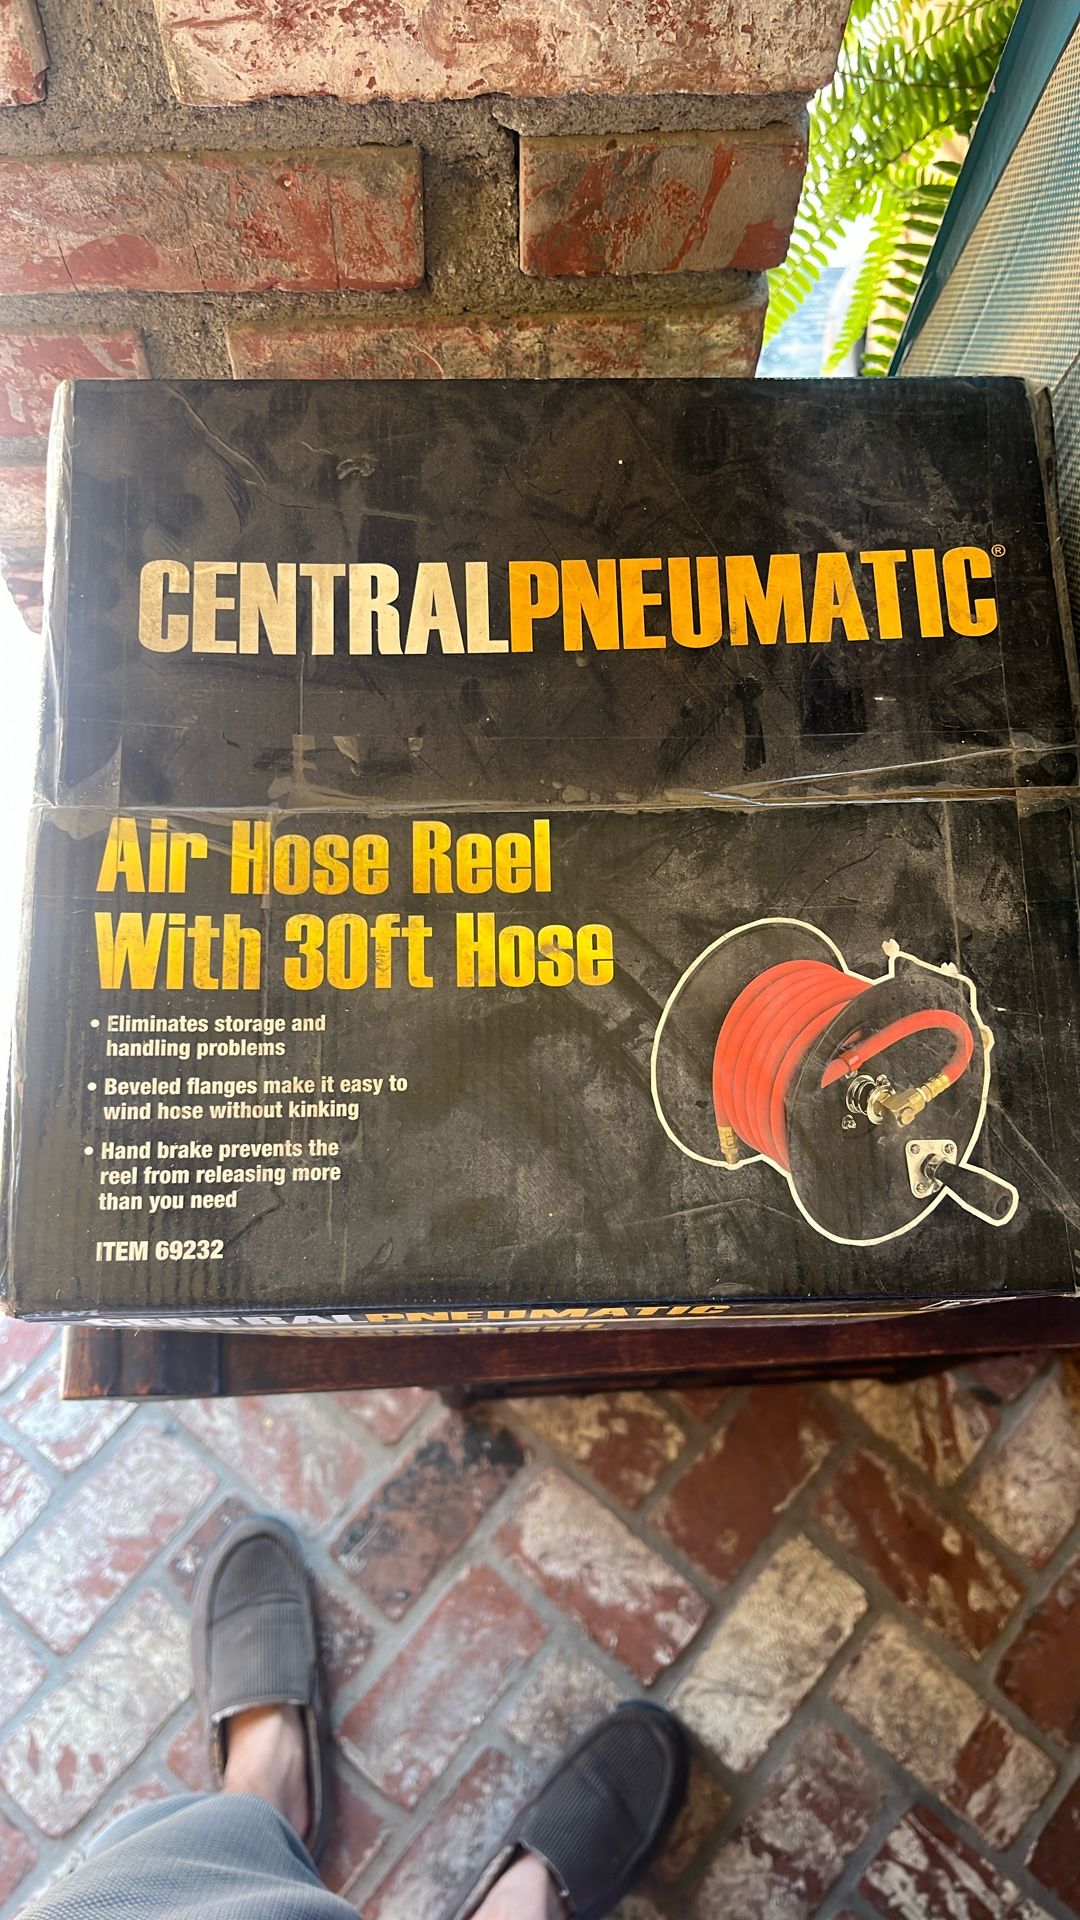 CENTRALPNEUMATIC®
Air Hose Reel
With 30ft Hose
• Eliminates storage and
handling problems
• Beveled flanges make it easy to
wind hose without kinking
• Hand brake prevents the
reel from releasing more
than you need
ITEM 69232
CENTRALPNEUMATIC